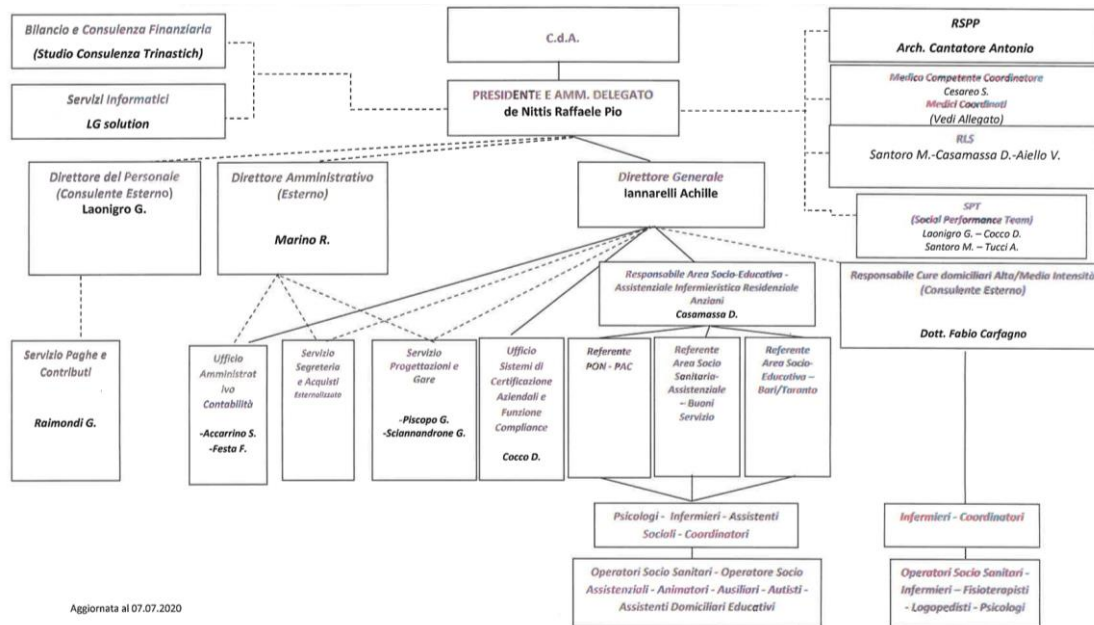 Bilancio e Consulenza Finanziaria
(Studio Consulenza Trinastich)
Servizi Informatici
LG solution
C.d.A.
PRESIDENTE E AMM. DELEGATO
de Nittis Raffaele Pio
RSPP
Arch. Cantatore Antonio
Medico Competente Coordinatore
Cesareo S.
Medici Coordinati
(Vedi Allegato)
RLS
Santoro M.-Casamassa D.-Aiello V.
SPT
(Social Performance Team)
Laonigro G. – Cocco D.
Santoro M. – Tucci A.
Direttore del Personale
(Consulente Esterno)
Laonigro G.
Direttore Amministrativo
(Esterno)
Marino R.
Direttore Generale
Iannarelli Achille
Responsabile Area Socio-Educativa -
Assistenziale Infermieristico Residenziale
Anziani
Casamassa D.
Responsabile Cure domiciliari Alta/Media Intensità
(Consulente Esterno)
Dott. Fabio Carfagno
Servizio Paghe e
Contributi
Raimondi G.
Ufficio
Amministrat
ivo
Contabilità
-Accarrino S.
-Festa F.
Servizio
Segreteria
e Acquisti
Esternalizzato
Servizio
Progettazioni e
Gare
-Piscopo G.
-Sciannandrone G.
Ufficio
Sistemi di
Certificazione
Aziendali e
Funzione
Compliance
Cocco D.
Referente
PON - PAC
Referente
Area Socio
Sanitario-
Assistenziale
– Buoni
Servizio
Referente
Area Socio-
Educativa –
Bari/Taranto
Psicologi - Infermieri - Assistenti
Sociali - Coordinatori
Infermieri - Coordinatori
Operatori Socio Sanitari - Operatore Socio
Assistenziali - Animatori - Ausiliari - Autisti -
Assistenti Domiciliari Educativi
Operatori Socio Sanitari -
Infermieri – Fisioterapisti
- Logopedisti - Psicologi
Aggiornata al 07.07.2020